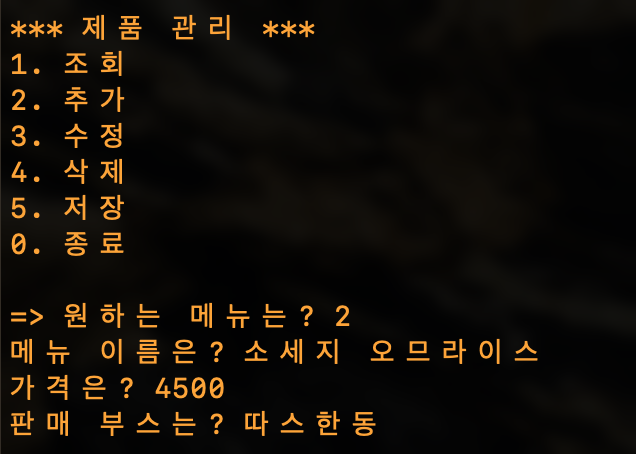 *** 제품 관리 ***
1. 조회
2. 추가
3. 수정
4. 삭제
5. 저장
0. 종료
=> 원하는 메뉴는? 2
메뉴 이름은? 소세지 오므라이스
가격은? 4500
판매 부스는? 따스한동